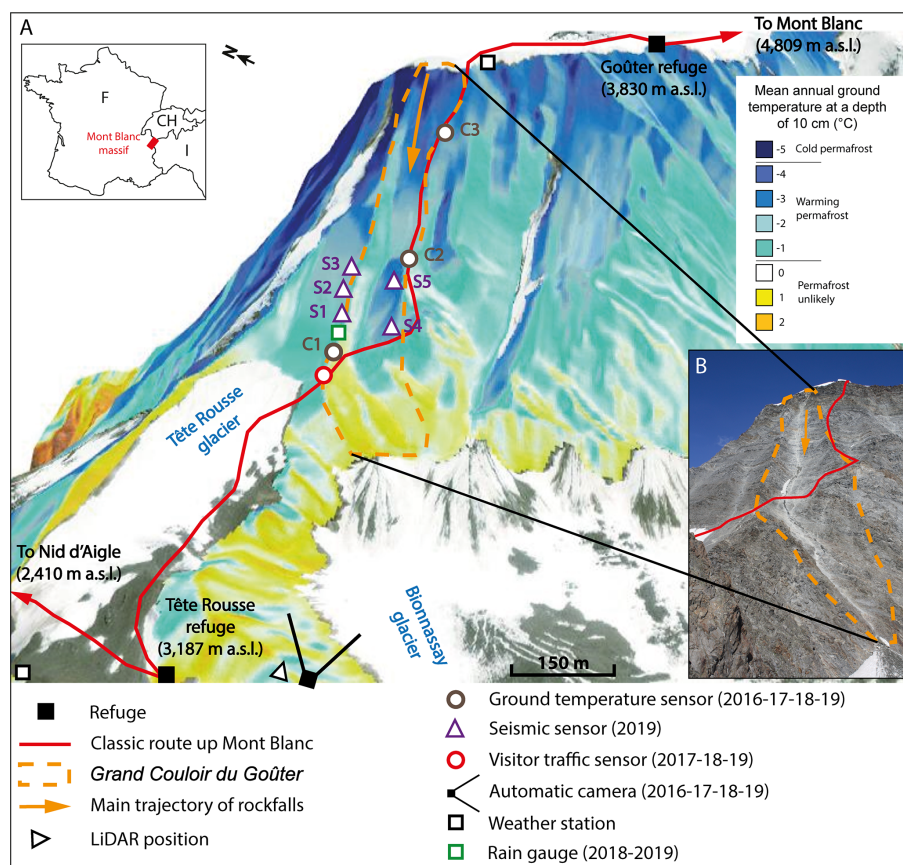 A
N
F
CH
I
Mont Blanc
massif
To Mont Blanc
(4,809 m a.s.l.)
Goûter refuge
(3,830 m a.s.l.)
Mean annual ground
temperature at a depth
of 10 cm (°C)
-5 Cold permafrost
-4
-3
Warming
permafrost
-2
-1
0
Permafrost
unlikely
1
2
C3
C2
S3
S5
S2
S1
S4
C1
B
Tête Rousse
glacier
To Nid d'Aigle
(2,410 m a.s.l.)
Tête Rousse
refuge
(3,187 m a.s.l.)
Bionnassay
glacier
150 m
Refuge
Classic route up Mont Blanc
Grand Couloir du Goûter
Main trajectory of rockfalls
LiDAR position
Ground temperature sensor (2016-17-18-19)
Seismic sensor (2019)
Visitor traffic sensor (2017-18-19)
Automatic camera (2016-17-18-19)
Weather station
Rain gauge (2018-2019)